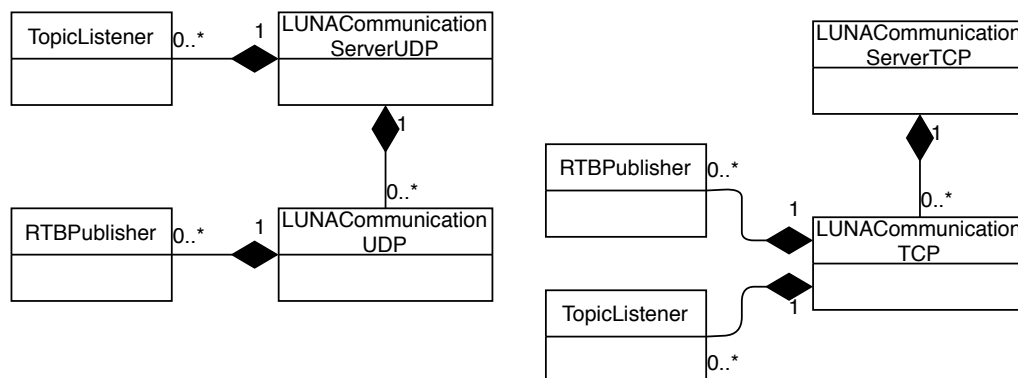 TopicListener
0..*
1
LUNACommunication
ServerUDP
1
0..*
RTBPublisher
0..*
1
LUNACommunication
UDP
LUNACommunication
ServerTCP
1
0..*
RTBPublisher
0..*
1
LUNACommunication
TCP
TopicListener
0..*
1